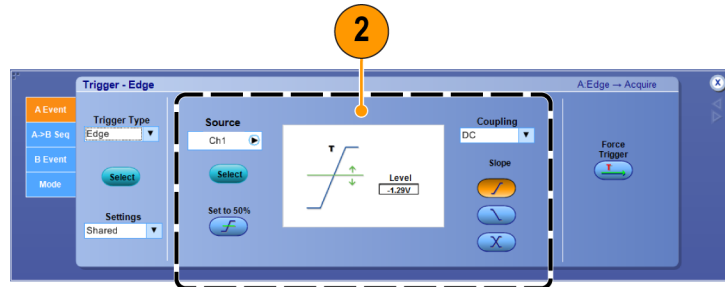 2
Trigger - Edge
A:Edge → Acquire
X
A Event
A->B Seq
B Event
Mode
Trigger Type
Edge
Select
Settings
Shared
Source
Ch1
Select
Set to 50%
T
Level
-1.29V
Coupling
DC
Slope
Force
Trigger
T